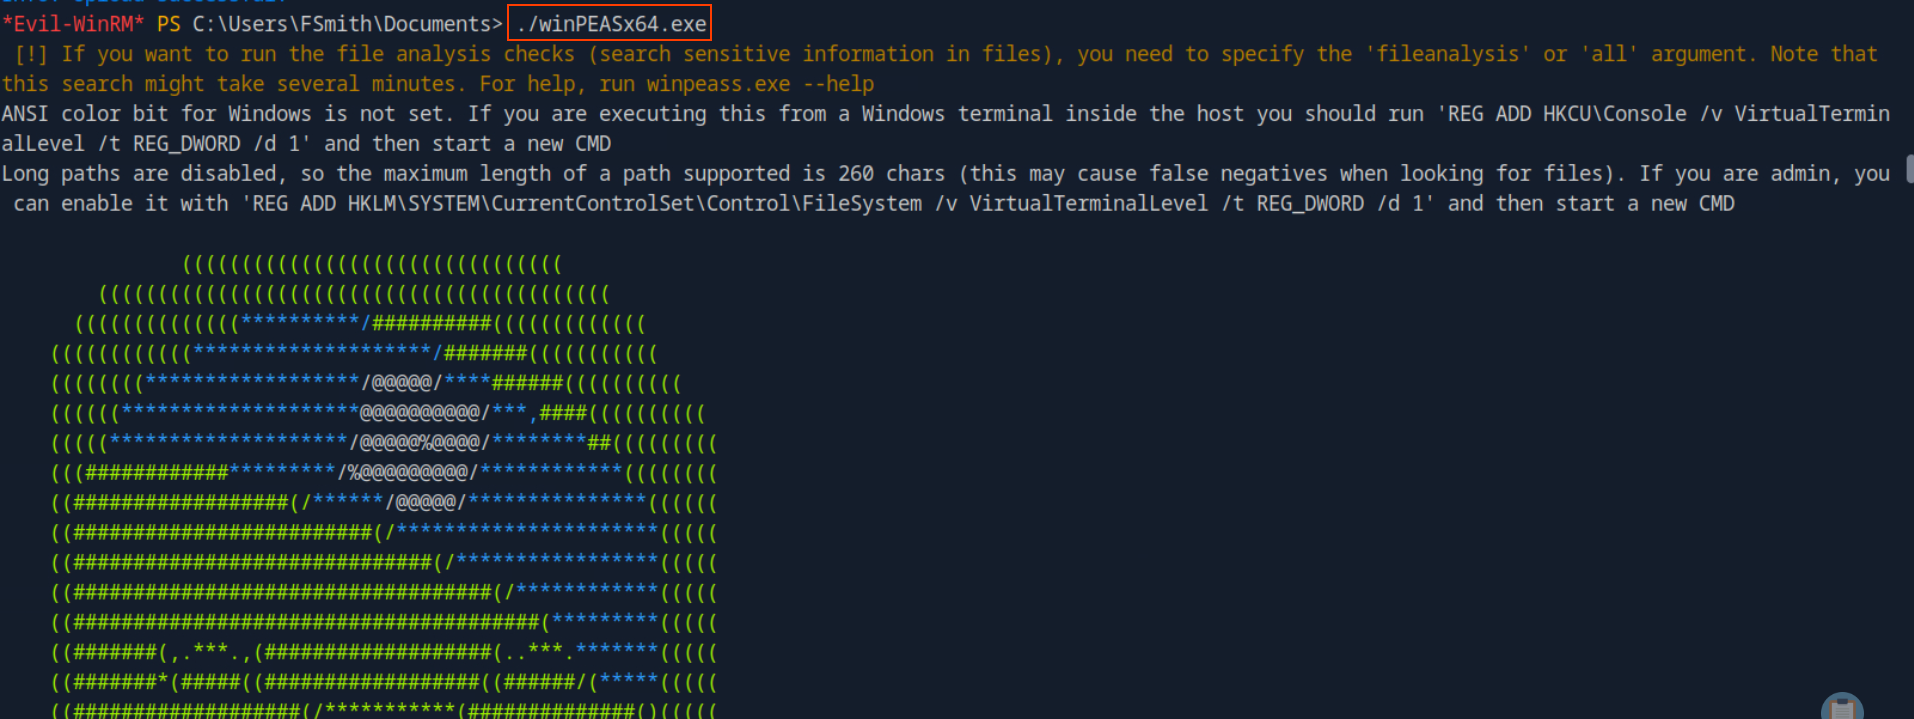 Info: Upload successful!
*Evil-WinRM* PS C:\Users\FSmith\Documents> ./winPEASx64.exe
 [!] If you want to run the file analysis checks (search sensitive information in files), you need to specify the 'fileanalysis' or 'all' argument. Note that
this search might take several minutes. For help, run winpeass.exe --help
ANSI color bit for Windows is not set. If you are executing this from a Windows terminal inside the host you should run 'REG ADD HKCU\Console /v VirtualTermin
alLevel /t REG_DWORD /d 1' and then start a new CMD
Long paths are disabled, so the maximum length of a path supported is 260 chars (this may cause false negatives when looking for files). If you are admin, you
 can enable it with 'REG ADD HKLM\SYSTEM\CurrentControlSet\Control\FileSystem /v VirtualTerminalLevel /t REG_DWORD /d 1' and then start a new CMD